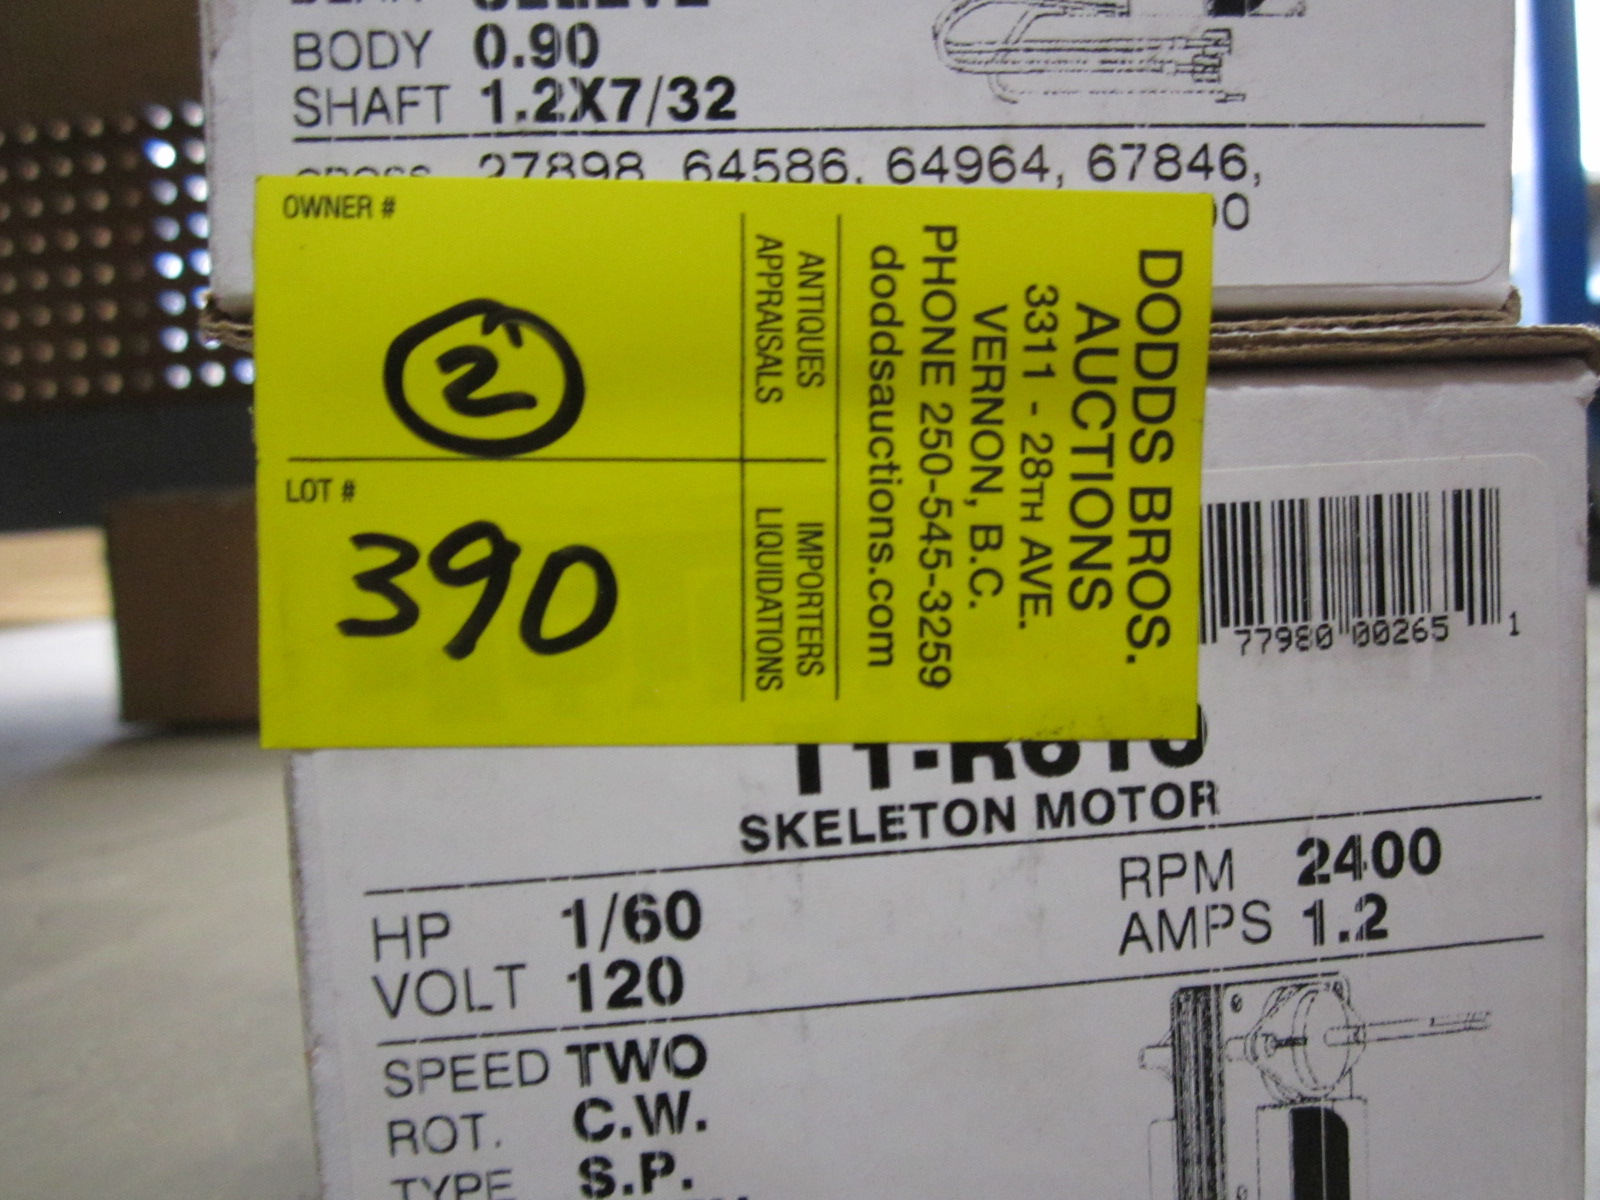 BODY 0.90
SHAFT 1.2X7/32
27898, 64586, 64964, 67846,
OWNER #
2
LOT #
390
ANTIQUES
APPRAISALS
IMPORTERS
LIQUIDATIONS
DODDS BROS.
AUCTIONS
3311 - 28TH AVE.
VERNON, B.C.
PHONE 250-545-3259
doddsauctions.com
77980 00265 1
SKELETON MOTOR
HP 1/60
VOLT 120
RPM 2400
AMPS 1.2
SPEED TWO
ROT. C.W.
TYPE S.P.